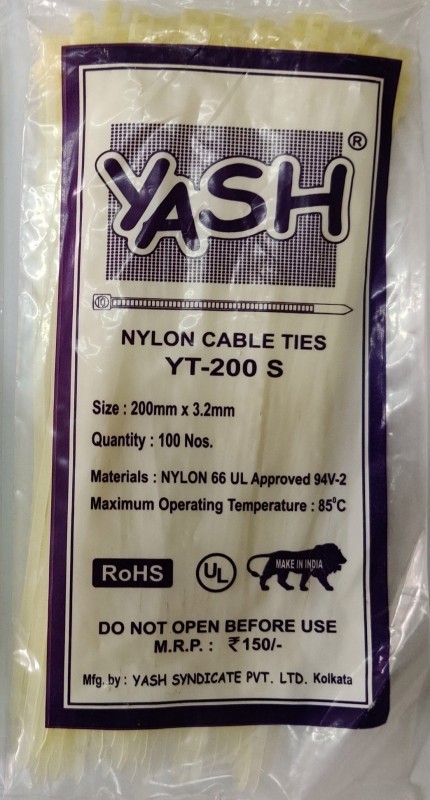 YASH®
NYLON CABLE TIES
YT-200 S
Size : 200mm x 3.2mm
Quantity : 100 Nos.
Materials : NYLON 66 UL Approved 94V-2
Maximum Operating Temperature : 85⁰C
RoHS UL MAKE IN INDIA
DO NOT OPEN BEFORE USE
M.R.P. : ₹150/-
Mfg. by : YASH SYNDICATE PVT. LTD. Kolkata